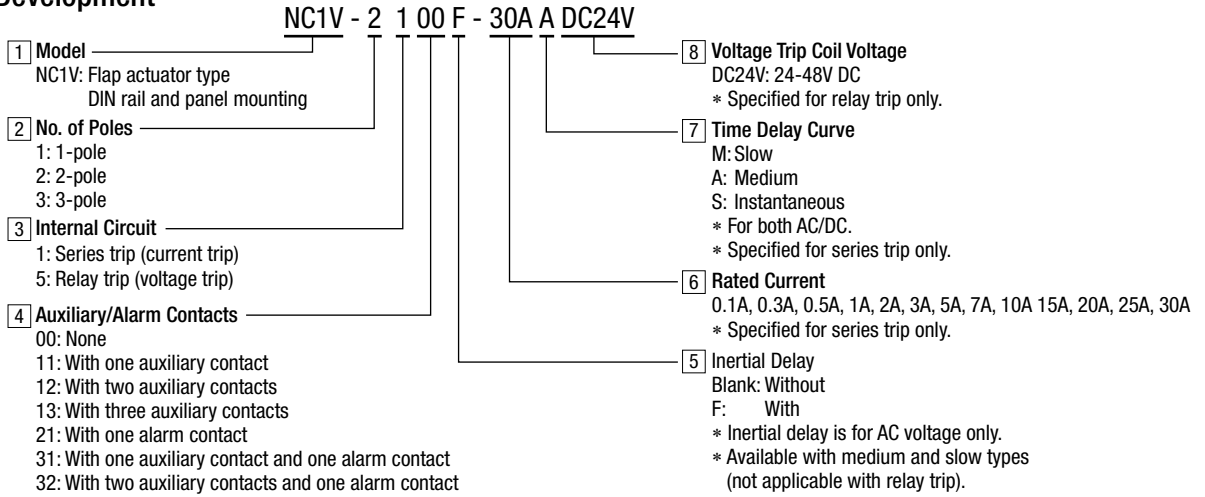 Development
NC1V - 2 1 00 F - 30A A DC24V
1 Model
NC1V: Flap actuator type
DIN rail and panel mounting
2 No. of Poles
1: 1-pole
2: 2-pole
3: 3-pole
3 Internal Circuit
1: Series trip (current trip)
5: Relay trip (voltage trip)
4 Auxiliary/Alarm Contacts
00: None
11: With one auxiliary contact
12: With two auxiliary contacts
13: With three auxiliary contacts
21: With one alarm contact
31: With one auxiliary contact and one alarm contact
32: With two auxiliary contacts and one alarm contact
8 Voltage Trip Coil Voltage
DC24V: 24-48V DC
* Specified for relay trip only.
7 Time Delay Curve
M: Slow
A: Medium
S: Instantaneous
* For both AC/DC.
* Specified for series trip only.
6 Rated Current
0.1A, 0.3A, 0.5A, 1A, 2A, 3A, 5A, 7A, 10A 15A, 20A, 25A, 30A
* Specified for series trip only.
5 Inertial Delay
Blank: Without
F: With
* Inertial delay is for AC voltage only.
* Available with medium and slow types
(not applicable with relay trip).